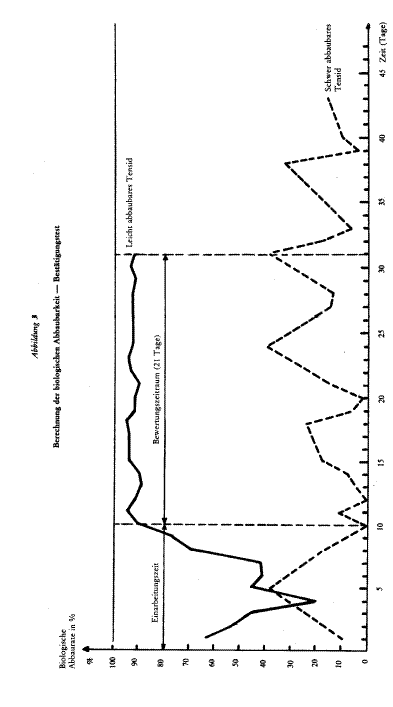 Abbildung 3
Berechnung der biologischen Abbaubarkeit — Bestätigungstest
Biologische
Abbaurate in %
%
100
90
80
70
60
50
40
30
20
10
0
Einarbeitungszeit
Bewertungszeitraum (21 Tage)
Leicht abbaubares Tensid
Schwer abbaubares
Tensid
5
10
15
20
25
30
35
40
45
Zeit (Tage)